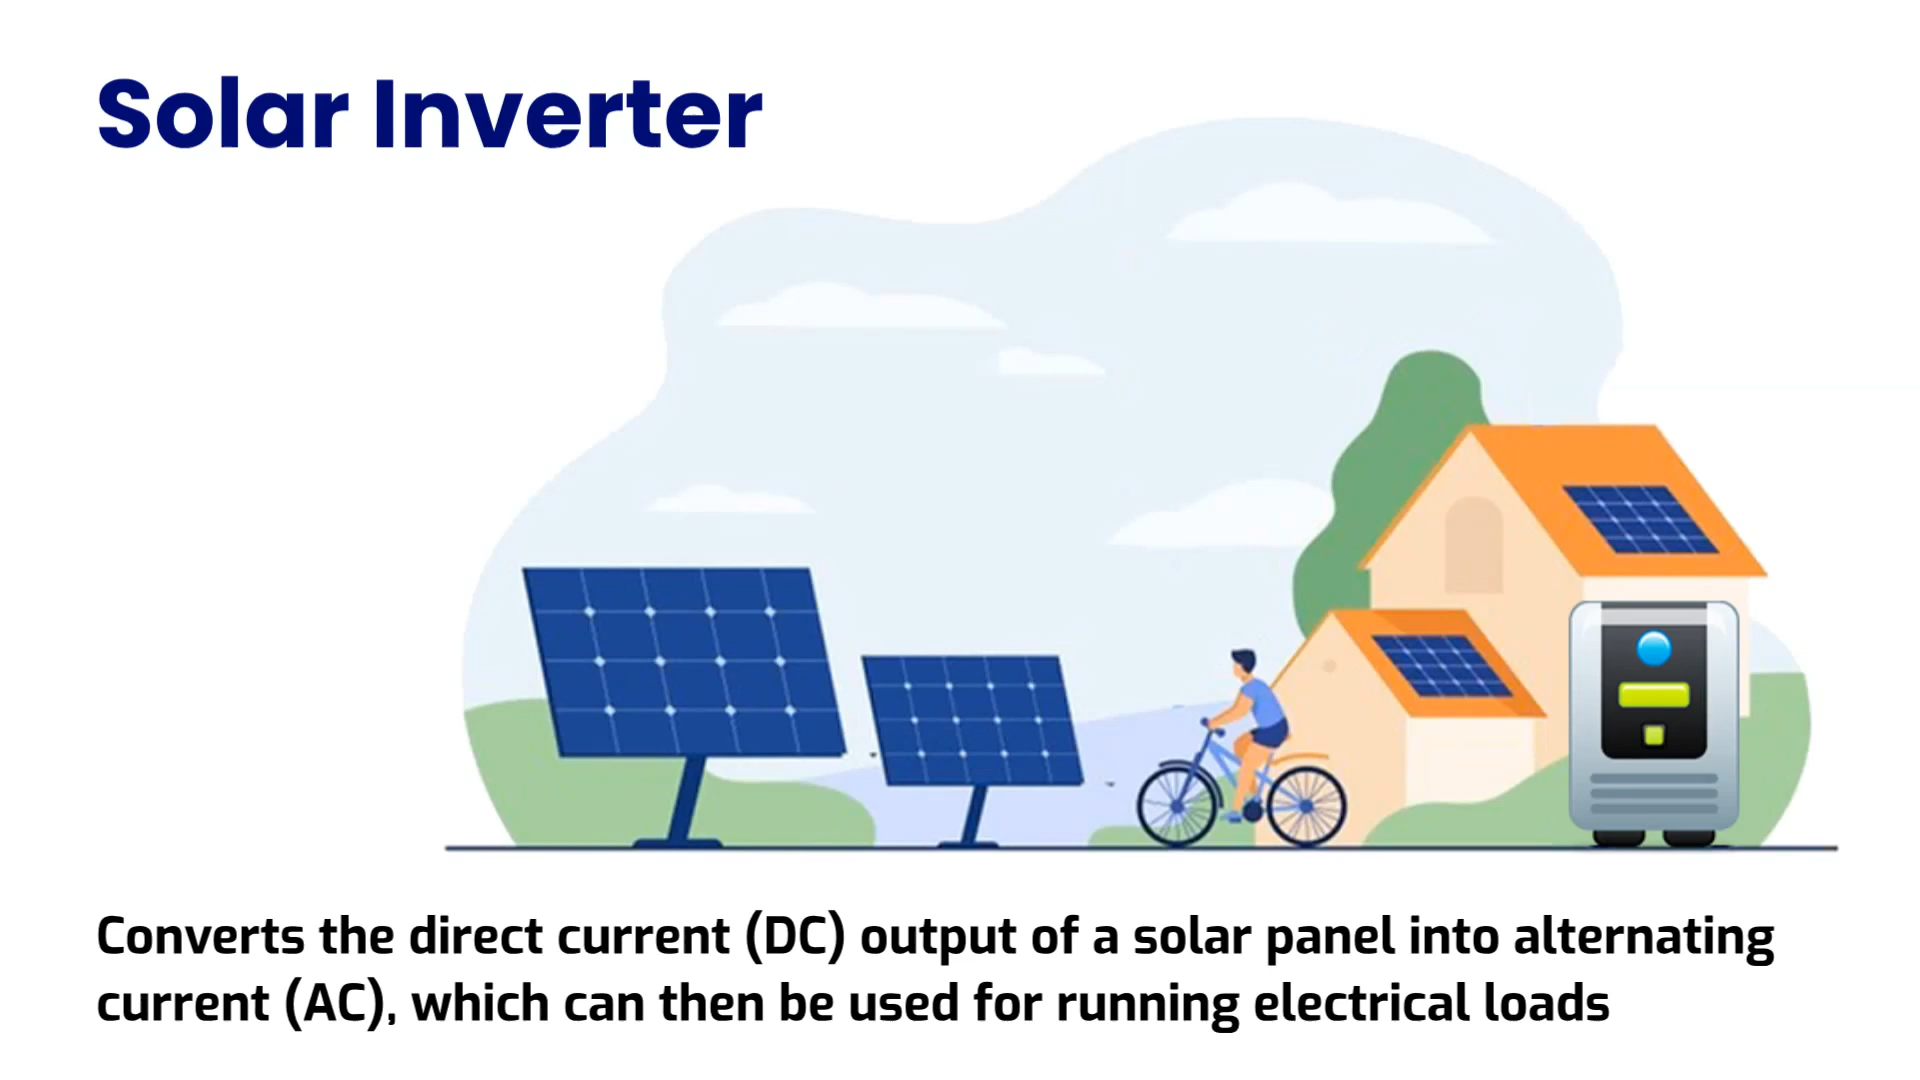 Solar Inverter
Converts the direct current (DC) output of a solar panel into alternating
current (AC), which can then be used for running electrical loads